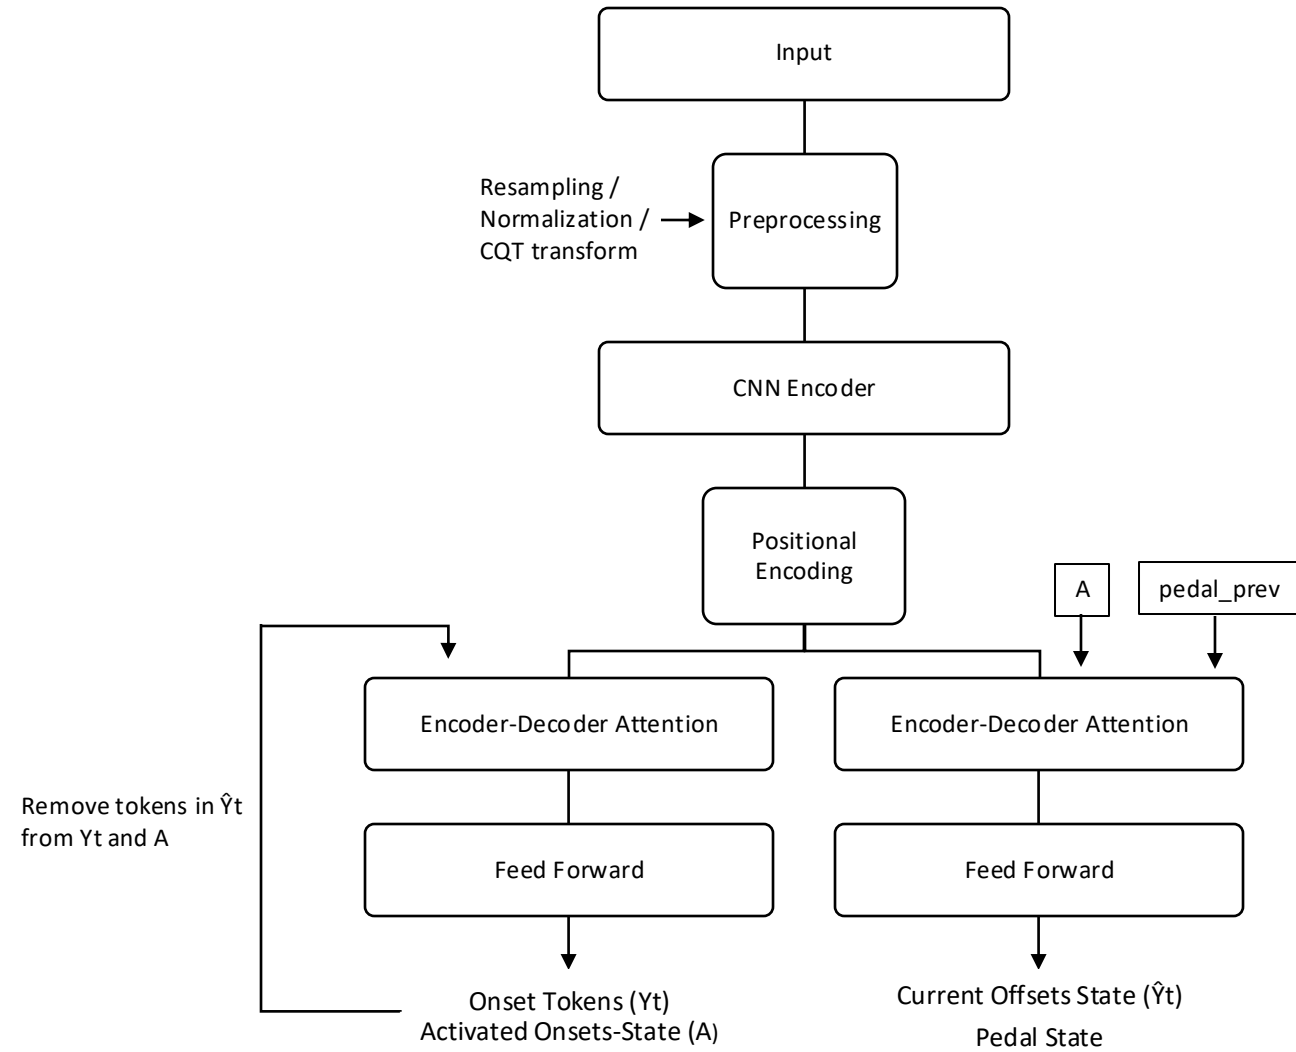 Input
Resampling /
Normalization /
CQT transform
Preprocessing
CNN Encoder
Positional
Encoding
A
pedal_prev
Encoder-Decoder Attention
Encoder-Decoder Attention
Remove tokens in Ŷt
from Yt and A
Feed Forward
Feed Forward
Onset Tokens (Yt)
Activated Onsets-State (A)
Current Offsets State (Ŷt)
Pedal State